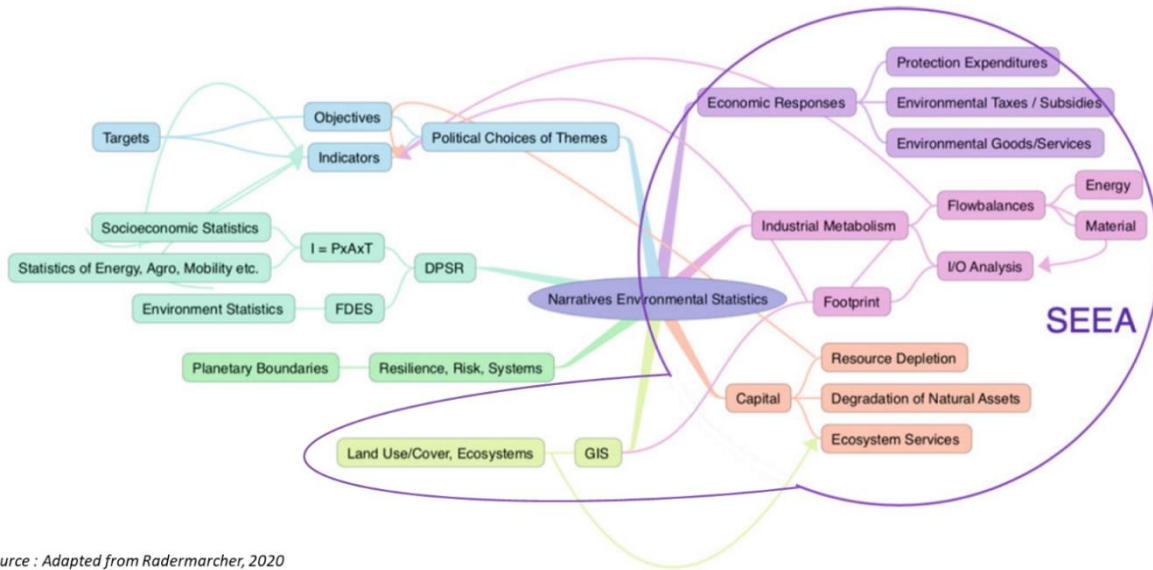 Protection Expenditures
Economic Responses
Environmental Taxes / Subsidies
Objectives
Targets
Political Choices of Themes
Environmental Goods/Services
Indicators
Energy
Flowbalances
Socioeconomic Statistics
Industrial Metabolism
Material
I = PxAxT
Statistics of Energy, Agro, Mobility etc.
DPSR
I/O Analysis
Narratives Environmental Statistics
Footprint
Environment Statistics
FDES
SEEA
Resource Depletion
Planetary Boundaries
Resilience, Risk, Systems
Capital
Degradation of Natural Assets
Ecosystem Services
Land Use/Cover, Ecosystems
GIS
urce : Adapted from Radermarcher, 2020